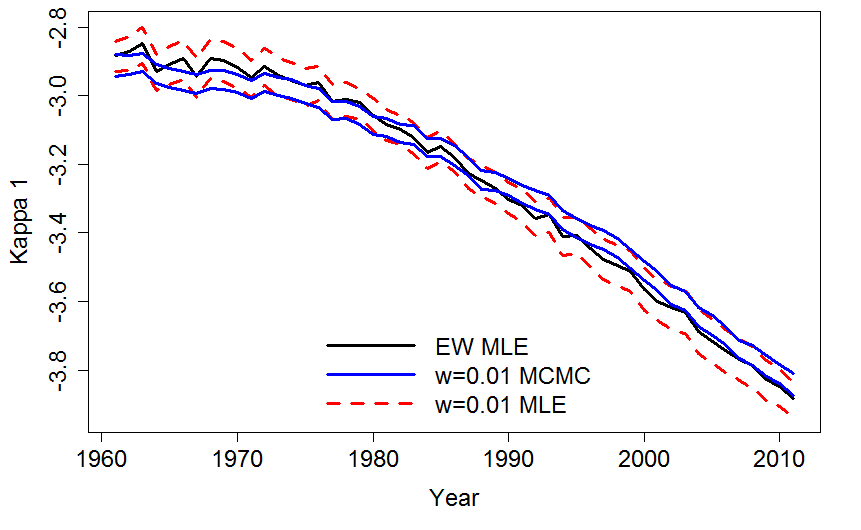 -2.8
-3.0
-3.2
-3.4
-3.6
-3.8
Kappa 1
EW MLE
w=0.01 MCMC
w=0.01 MLE
1960 1970 1980 1990 2000 2010
Year